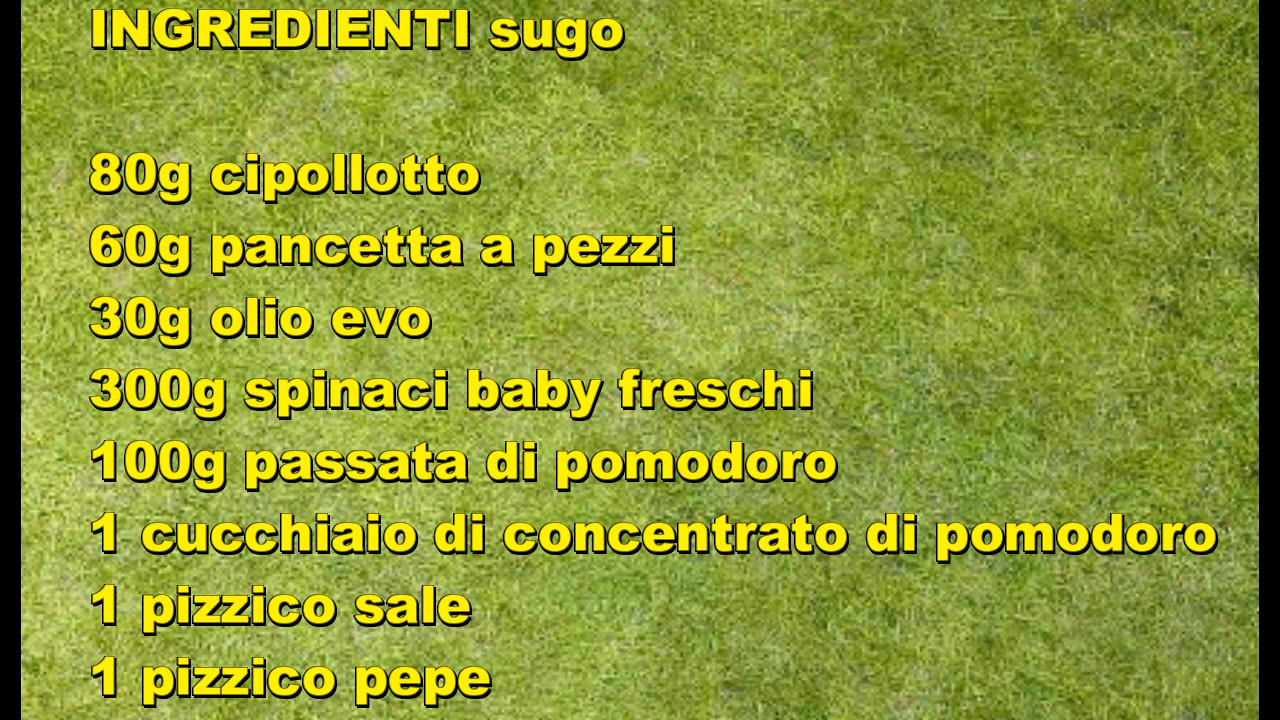 INGREDIENTI sugo
80g cipollotto
60g pancetta a pezzi
30g olio evo
300g spinaci baby freschi
100g passata di pomodoro
1 cucchiaio di concentrato di pomodoro
1 pizzico sale
1 pizzico pepe